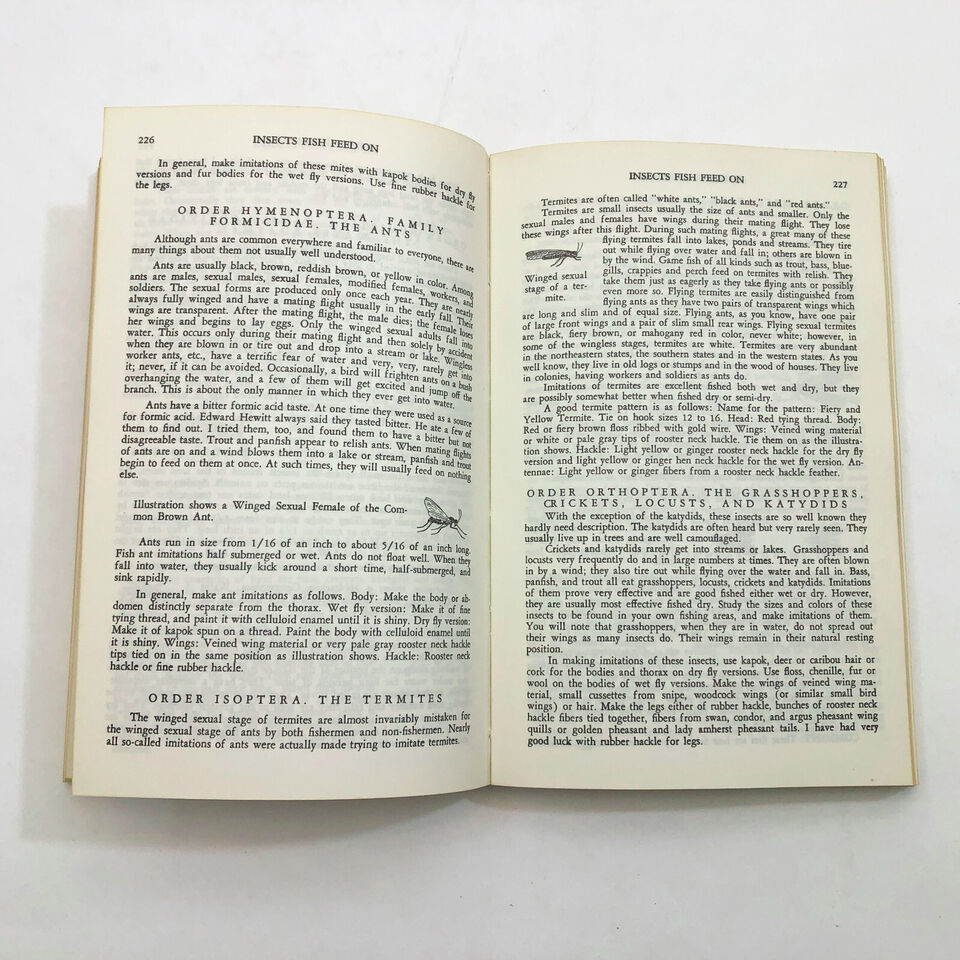 226
INSECTS FISH FEED ON
In general, make imitations of these mites with kapok bodies for dry fly
versions and fur bodies for the wet fly versions. Use fine rubber hackle for
the legs.
ORDER HYMENOPTERA. FAMILY
FORMICIDAE. THE ANTS
Although ants are common everywhere and familiar to everyone, there are
many things about them not usually well understood.
Ants are usually black, brown, reddish brown, or yellow in color. Among
ants are males, sexual males, sexual females, modified females, workers, and
soldiers. The sexual forms are produced only once each year. They are nearly
always fully winged and have a mating flight usually in the early fall. Their
wings are transparent. After the mating flight, the male dies; the female loses
her wings and begins to lay eggs. Only the winged sexual adults fall into
water. This occurs only during their mating flight and then solely by accident
when they are blown in or tire out and drop into a stream or lake. Wingless
worker ants, etc., have a terrific fear of water and very, very rarely get into
it; never, if it can be avoided. Occasionally, a bird will frighten ants on a bush
overhanging the water, and a few of them will get excited and jump off the
branch. This is about the only manner in which they ever get into water.
Ants have a bitter formic acid taste. At one time they were used as a source
for formic acid. Edward Hewitt always said they tasted bitter. He ate a few of
them to find out. I tried them, too, and found them to have a bitter but not
disagreeable taste. Trout and panfish appear to relish ants. When mating flights
of ants are on and a wind blows them into a lake or stream, panfish and trout
begin to feed on them at once. At such times, they will usually feed on nothing
else.
Illustration shows a Winged Sexual Female of the Com-
mon Brown Ant.
Ants run in size from 1/16 of an inch to about 5/16 of an inch long.
Fish ant imitations half submerged or wet. Ants do not float well. When they
fall into water, they usually kick around a short time, half-submerged, and
sink rapidly.
In general, make ant imitations as follows. Body: Make the body or ab-
domen distinctly separate from the thorax. Wet fly version: Make it of fine
tying thread, and paint it with celluloid enamel until it is shiny. Dry fly version:
Make it of kapok spun on a thread. Paint the body with celluloid enamel until
it is shiny. Wings: Veined wing material or very pale gray rooster neck hackle
tips tied on in the same position as illustration shows. Hackle: Rooster neck
hackle or fine rubber hackle.
ORDER ISOPTERA. THE TERMITES
The winged sexual stage of termites are almost invariably mistaken for
the winged sexual stage of ants by both fishermen and non-fishermen. Nearly
all so-called imitations of ants were actually made trying to imitate termites.
INSECTS FISH FEED ON
227
Termites are often called "white ants," "black ants," and "red ants."
Termites are small insects usually the size of ants and smaller. Only the
sexual males and females have wings during their mating flight. They lose
these wings after this flight. During such mating flights, a great many of these
flying termites fall into lakes, ponds and streams. They tire
out while flying over water and fall in; others are blown in
by the wind. Game fish of all kinds such as trout, bass, blue-
gills, crappies and perch feed on termites with relish. They
take them just as eagerly as they take flying ants or possibly
even more so. Flying termites are easily distinguished from
flying ants as they have two pairs of transparent wings which
Winged sexual
stage of a ter-
mite.
are long and slim and of equal size. Flying ants, as you know, have one pair
of large front wings and a pair of slim small rear wings. Flying sexual termites
are black, fiery brown, or mahogany red in color, never white; however, in
some of the wingless stages, termites are white. Termites are very abundant
in the northeastern states, the southern states and in the western states. As you
well know, they live in old logs or stumps and in the wood of houses. They live
in colonies, having workers and soldiers as ants do.
Imitations of termites are excellent fished both wet and dry, but they
are possibly somewhat better when fished dry or semi-dry.
A good termite pattern is as follows: Name for the pattern: Fiery and
Yellow Termite. Tie on hook sizes 12 to 16. Head: Red tying thread. Body:
Red or fiery brown floss ribbed with gold wire. Wings: Veined wing material
or white or pale gray tips of rooster neck hackle. Tie them on as the illustra-
tion shows. Hackle: Light yellow or ginger rooster neck hackle for the dry fly
version and light yellow or ginger hen neck hackle for the wet fly version. An-
tennae: Light yellow or ginger fibers from a rooster neck hackle feather.
ORDER ORTHOPTERA. THE GRASSHOPPERS,
CRICKETS, LOCUSTS, AND KATYDIDS
With the exception of the katydids, these insects are so well known they
hardly need description. The katydids are often heard but very rarely seen. They
usually live up in trees and are well camouflaged.
Crickets and katydids rarely get into streams or lakes. Grasshoppers and
locusts very frequently do and in large numbers at times. They are often blown
in by a wind; they also tire out while flying over the water and fall in. Bass,
panfish, and trout all eat grasshoppers, locusts, crickets and katydids. Imitations
of them prove very effective and are good fished either wet or dry. However,
they are usually most effective fished dry. Study the sizes and colors of these
insects to be found in your own fishing areas, and make imitations of them.
You will note that grasshoppers, when they are in water, do not spread out
their wings as many insects do. Their wings remain in their natural resting
position.
In making imitations of these insects, use kapok, deer or caribou hair or
cork for the bodies and thorax on dry fly versions. Use floss, chenille, fur or
wool on the bodies of wet fly versions. Make the wings of veined wing ma-
terial, small cussettes from snipe, woodcock wings (or similar small bird
wings) or hair. Make the legs either of rubber hackle, bunches of rooster neck
hackle fibers tied together, fibers from swan, condor, and argus pheasant wing
quills or golden pheasant and lady amherst pheasant tails. I have had very
good luck with rubber hackle for legs.